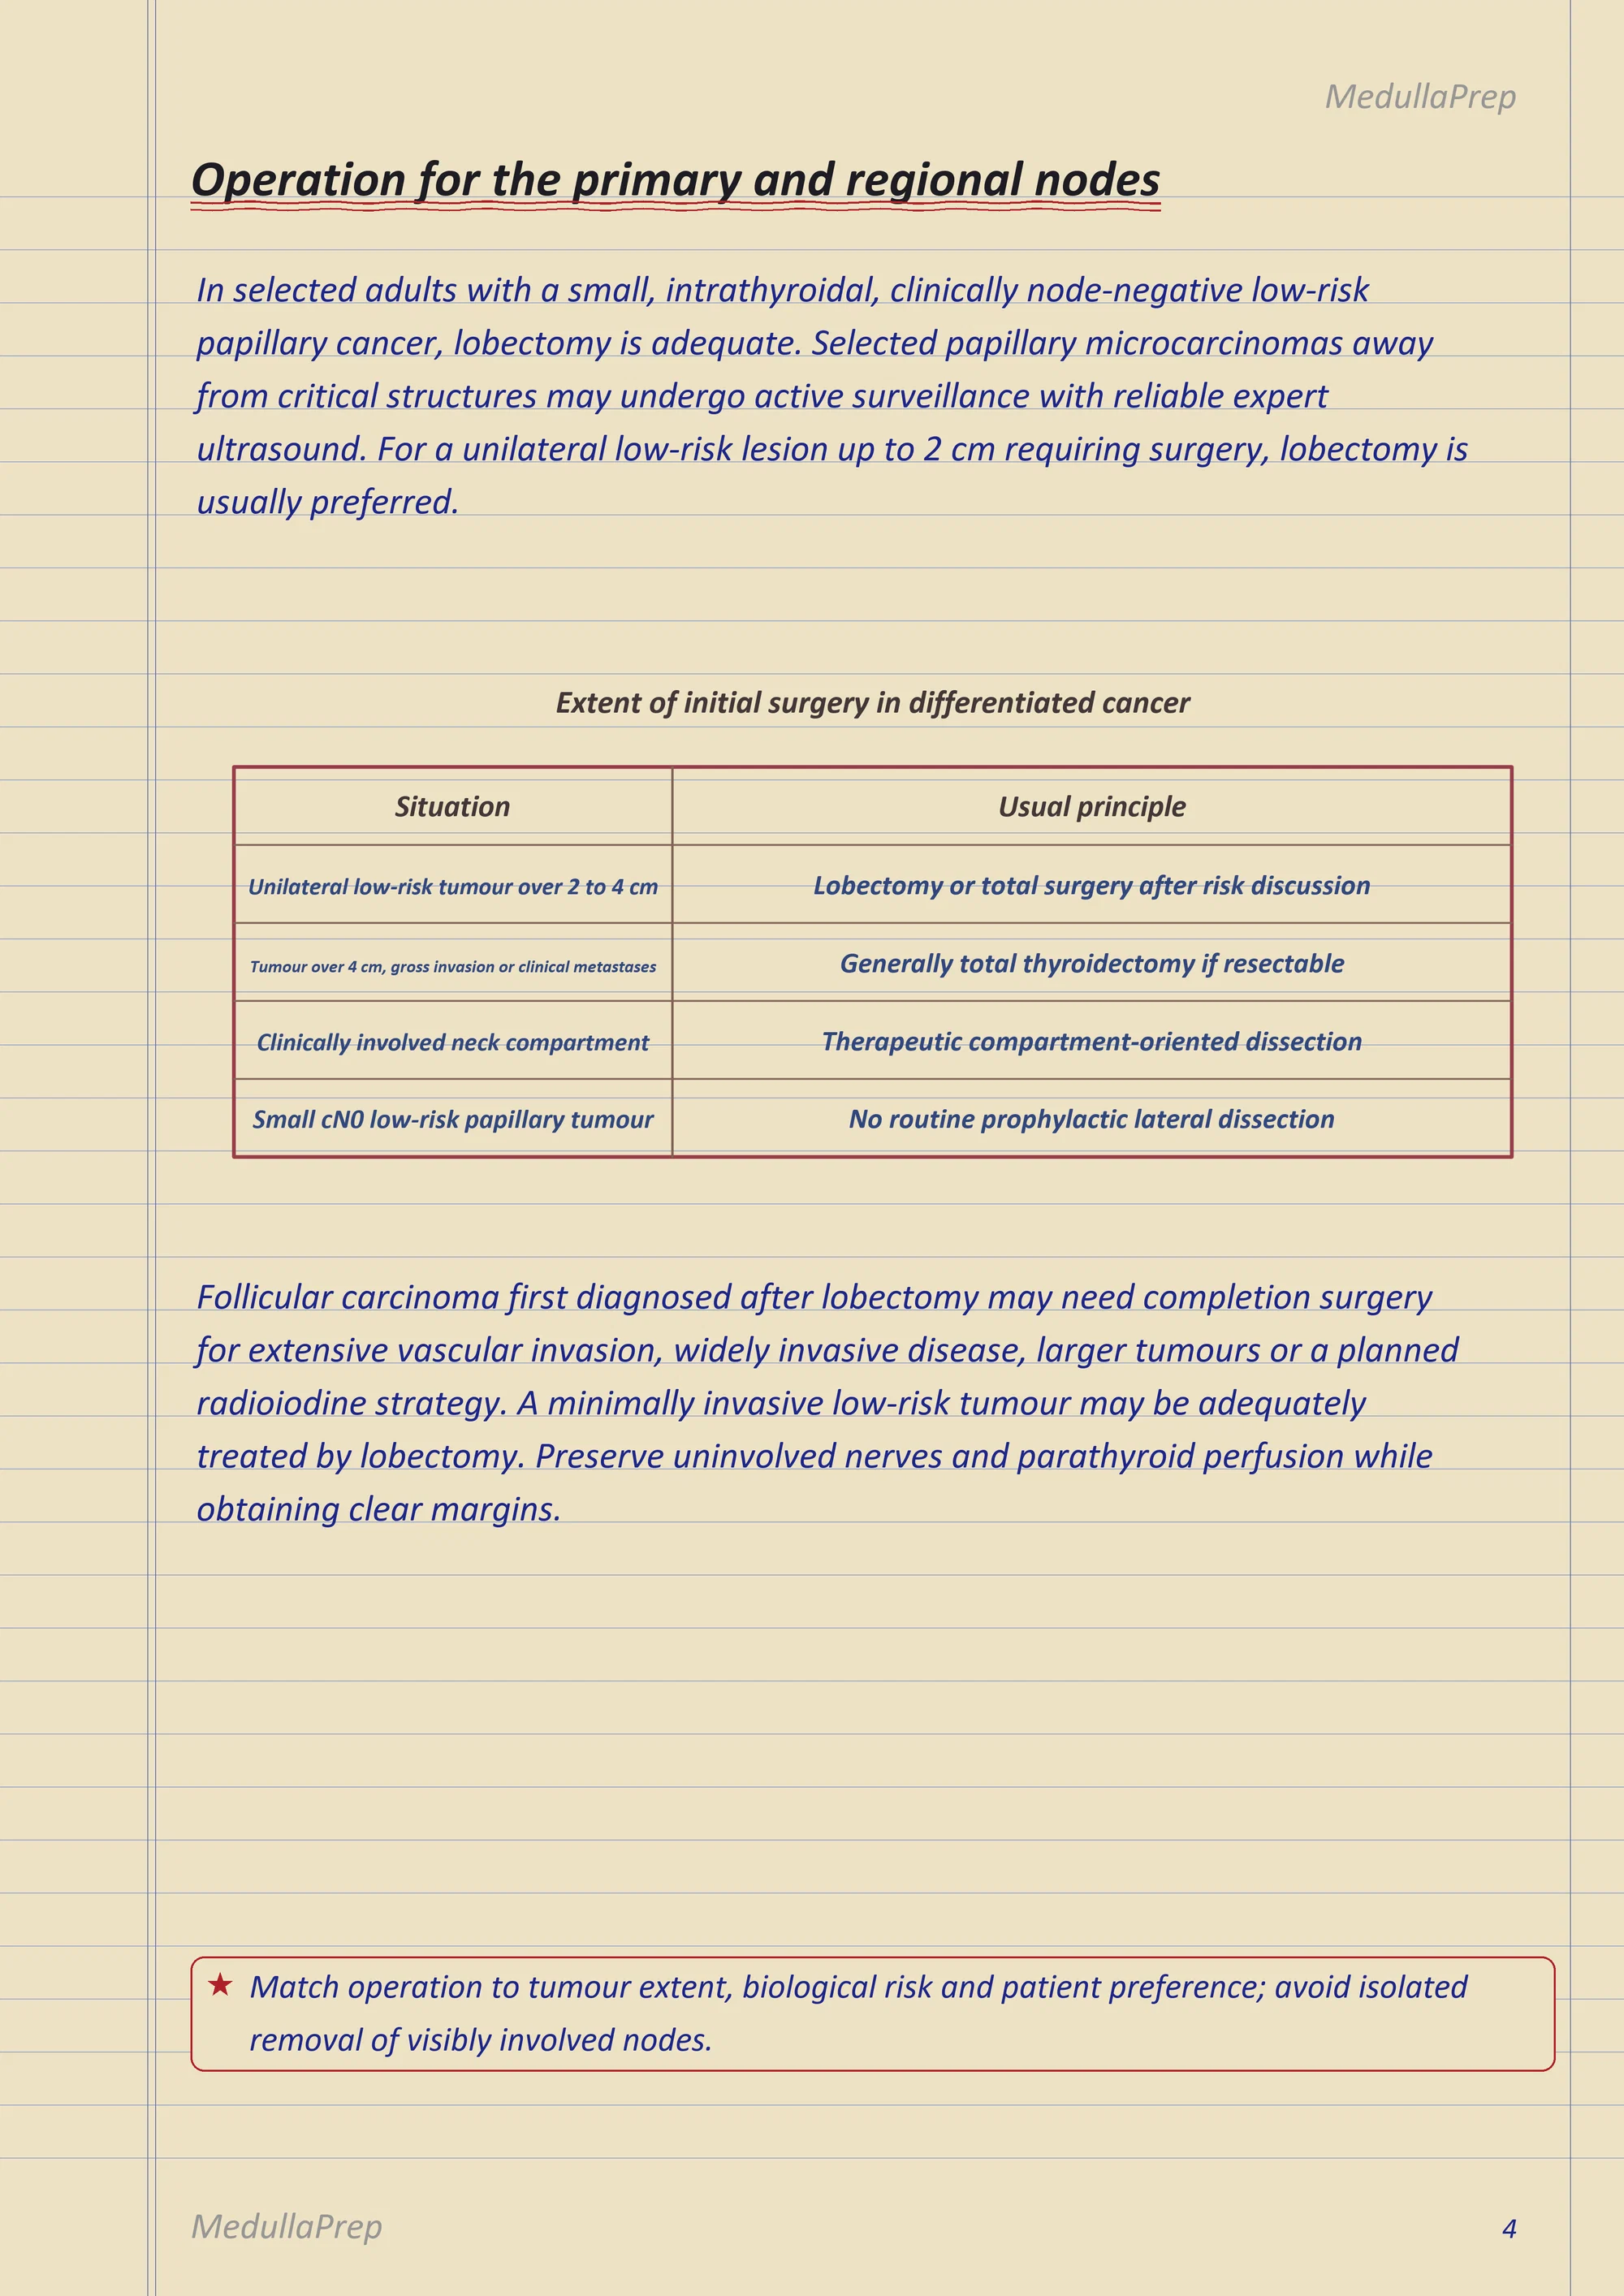 MedullaPrep
Operation for the primary and regional nodes
In selected adults with a small, intrathyroidal, clinically node-negative low-risk
papillary cancer, lobectomy is adequate. Selected papillary microcarcinomas away
from critical structures may undergo active surveillance with reliable expert
ultrasound. For a unilateral low-risk lesion up to 2 cm requiring surgery, lobectomy is
usually preferred.
Extent of initial surgery in differentiated cancer
Situation Usual principle
Unilateral low-risk tumour over 2 to 4 cm Lobectomy or total surgery after risk discussion
Tumour over 4 cm, gross invasion or clinical metastases Generally total thyroidectomy if resectable
Clinically involved neck compartment Therapeutic compartment-oriented dissection
Small cN0 low-risk papillary tumour No routine prophylactic lateral dissection
Follicular carcinoma first diagnosed after lobectomy may need completion surgery
for extensive vascular invasion, widely invasive disease, larger tumours or a planned
radioiodine strategy. A minimally invasive low-risk tumour may be adequately
treated by lobectomy. Preserve uninvolved nerves and parathyroid perfusion while
obtaining clear margins.
★ Match operation to tumour extent, biological risk and patient preference; avoid isolated
removal of visibly involved nodes.
MedullaPrep 4